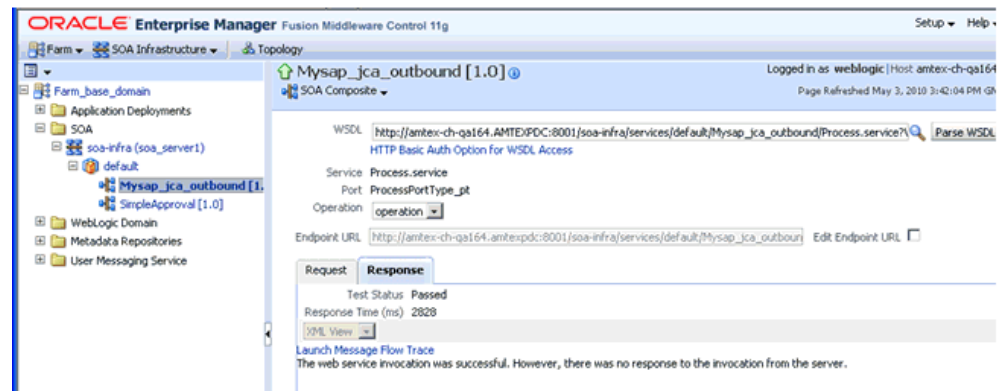 ORACLE Enterprise Manager Fusion Middleware Control 11g
Setup Help
Farm SOA Infrastructure Topology
Mysap_jca_outbound [1.0]
Logged in as weblogic | Host amtex-ch-qa164
SOA Composite
Page Refreshed May 3, 2010 3:42:04 PM
Farm_base_domain
Application Deployments
SOA
soa-infra (soa_server1)
default
Mysap_jca_outbound [1.
SimpleApproval [1.0]
WebLogic Domain
Metadata Repositories
User Messaging Service
WSDL http://amtex-ch-qa164.AMTEXPDC:8001/soa-infra/services/default/Mysap_jca_outbound/Process.service? Parse WSDL
HTTP Basic Auth Option for WSDL Access
Service Process.service
Port ProcessPortType_pt
Operation operation
Endpoint URL http://amtex-ch-qa164.amtexpdc:8001/soa-infra/services/default/Mysap_jca_outboun Edit Endpoint URL
Request Response
Test Status Passed
Response Time (ms) 2828
XML View
Launch Message Flow Trace
The web service invocation was successful. However, there was no response to the invocation from the server.